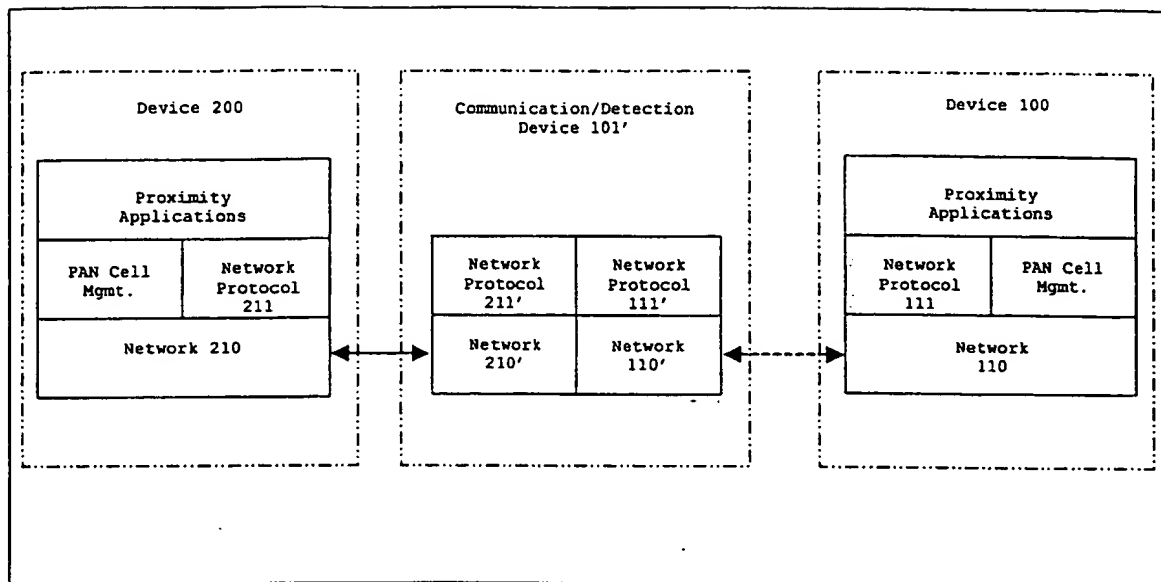 Device 200
Proximity
Applications
PAN Cell
Mgmt.
Network
Protocol
211
Network 210
Communication/Detection
Device 101'
Network
Protocol
211'
Network
Protocol
111'
Network
210'
Network
110'
Device 100
Proximity
Applications
Network
Protocol
111
PAN Cell
Mgmt.
Network
110